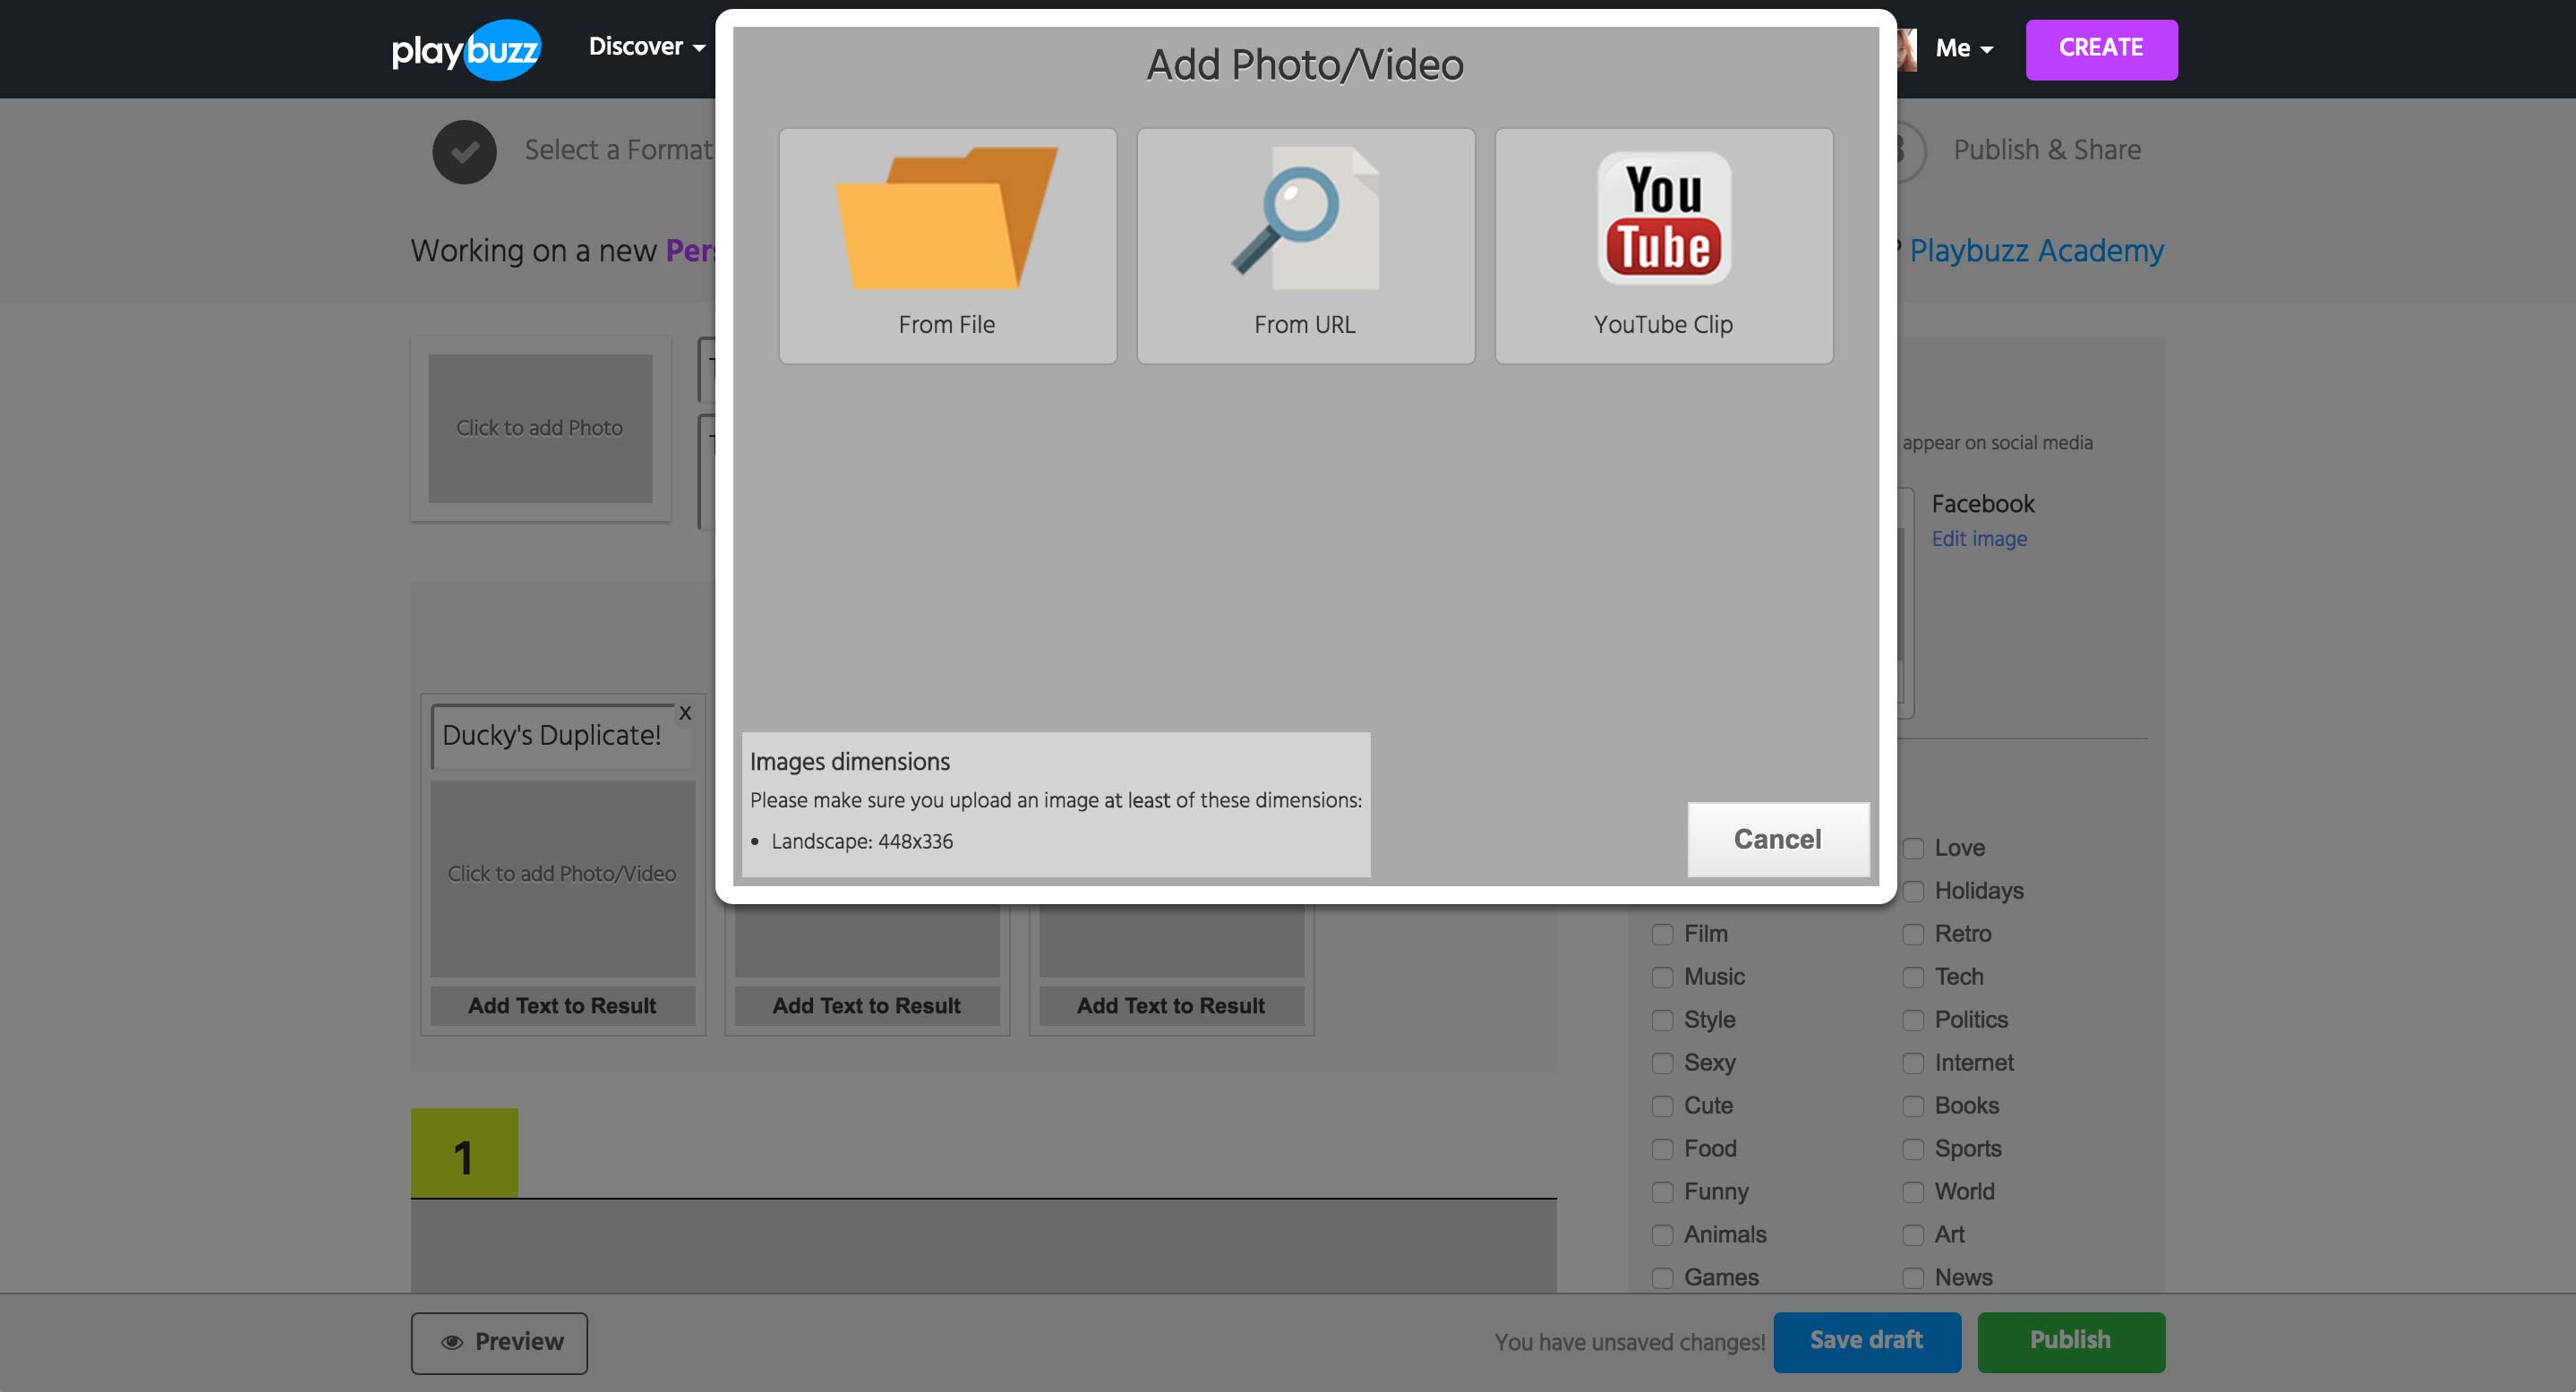 playbuzz
Discover
Me
CREATE
Add Photo/Video
Select a Format
Publish & Share
Working on a new
Playbuzz Academy
You
Tube
From File
From URL
YouTube Clip
Click to add Photo
appear on social media
Facebook
Edit image
Ducky's Duplicate!
X
Click to add Photo/Video
Images dimensions
Please make sure you upload an image at least of these dimensions:
• Landscape: 448x336
Cancel
Add Text to Result
Add Text to Result
Add Text to Result
Love
Holidays
Film
Retro
Music
Tech
Style
Politics
Sexy
Internet
Cute
Books
Food
Sports
Funny
World
Animals
Art
Games
News
1
Preview
You have unsaved changes!
Save draft
Publish